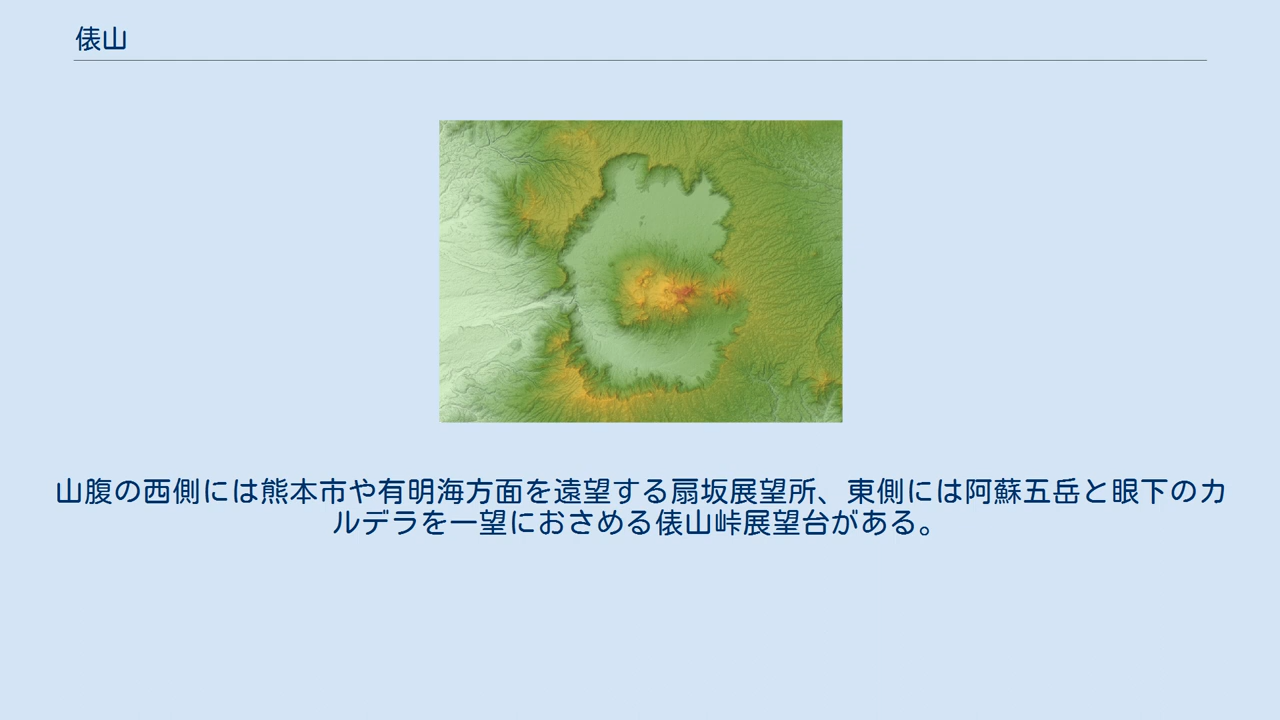 俵山
山腹の西側には熊本市や有明海方面を遠望する扇坂展望所、東側には阿蘇五岳と眼下のカ
ルデラを一望におさめる俵山峠展望台がある。